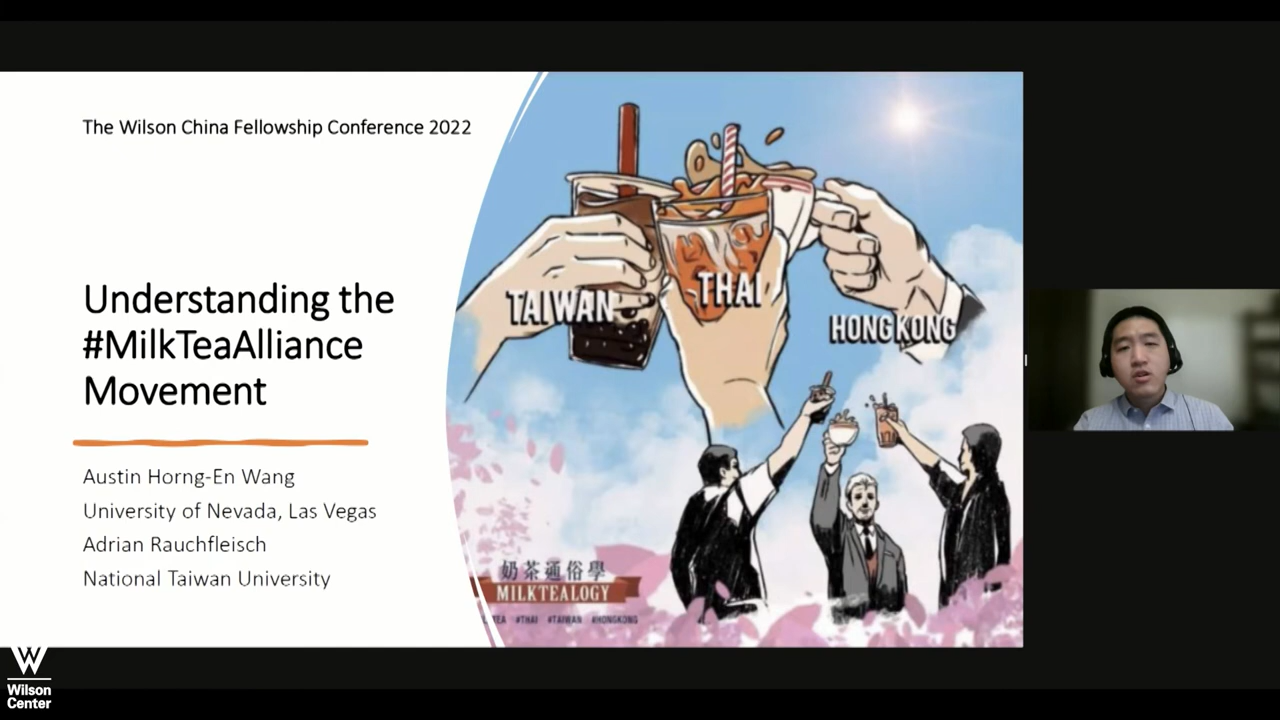 The Wilson China Fellowship Conference 2022
Understanding the
#MilkTeaAlliance
Movement
Austin Horng-En Wang
University of Nevada, Las Vegas
Adrian Rauchfleisch
National Taiwan University
TAIWAN
THAI
HONGKONG
奶茶通俗學
MILKTEALOGY
#THAI #TAIWAN #HONGKONG
W
Wilson
Center